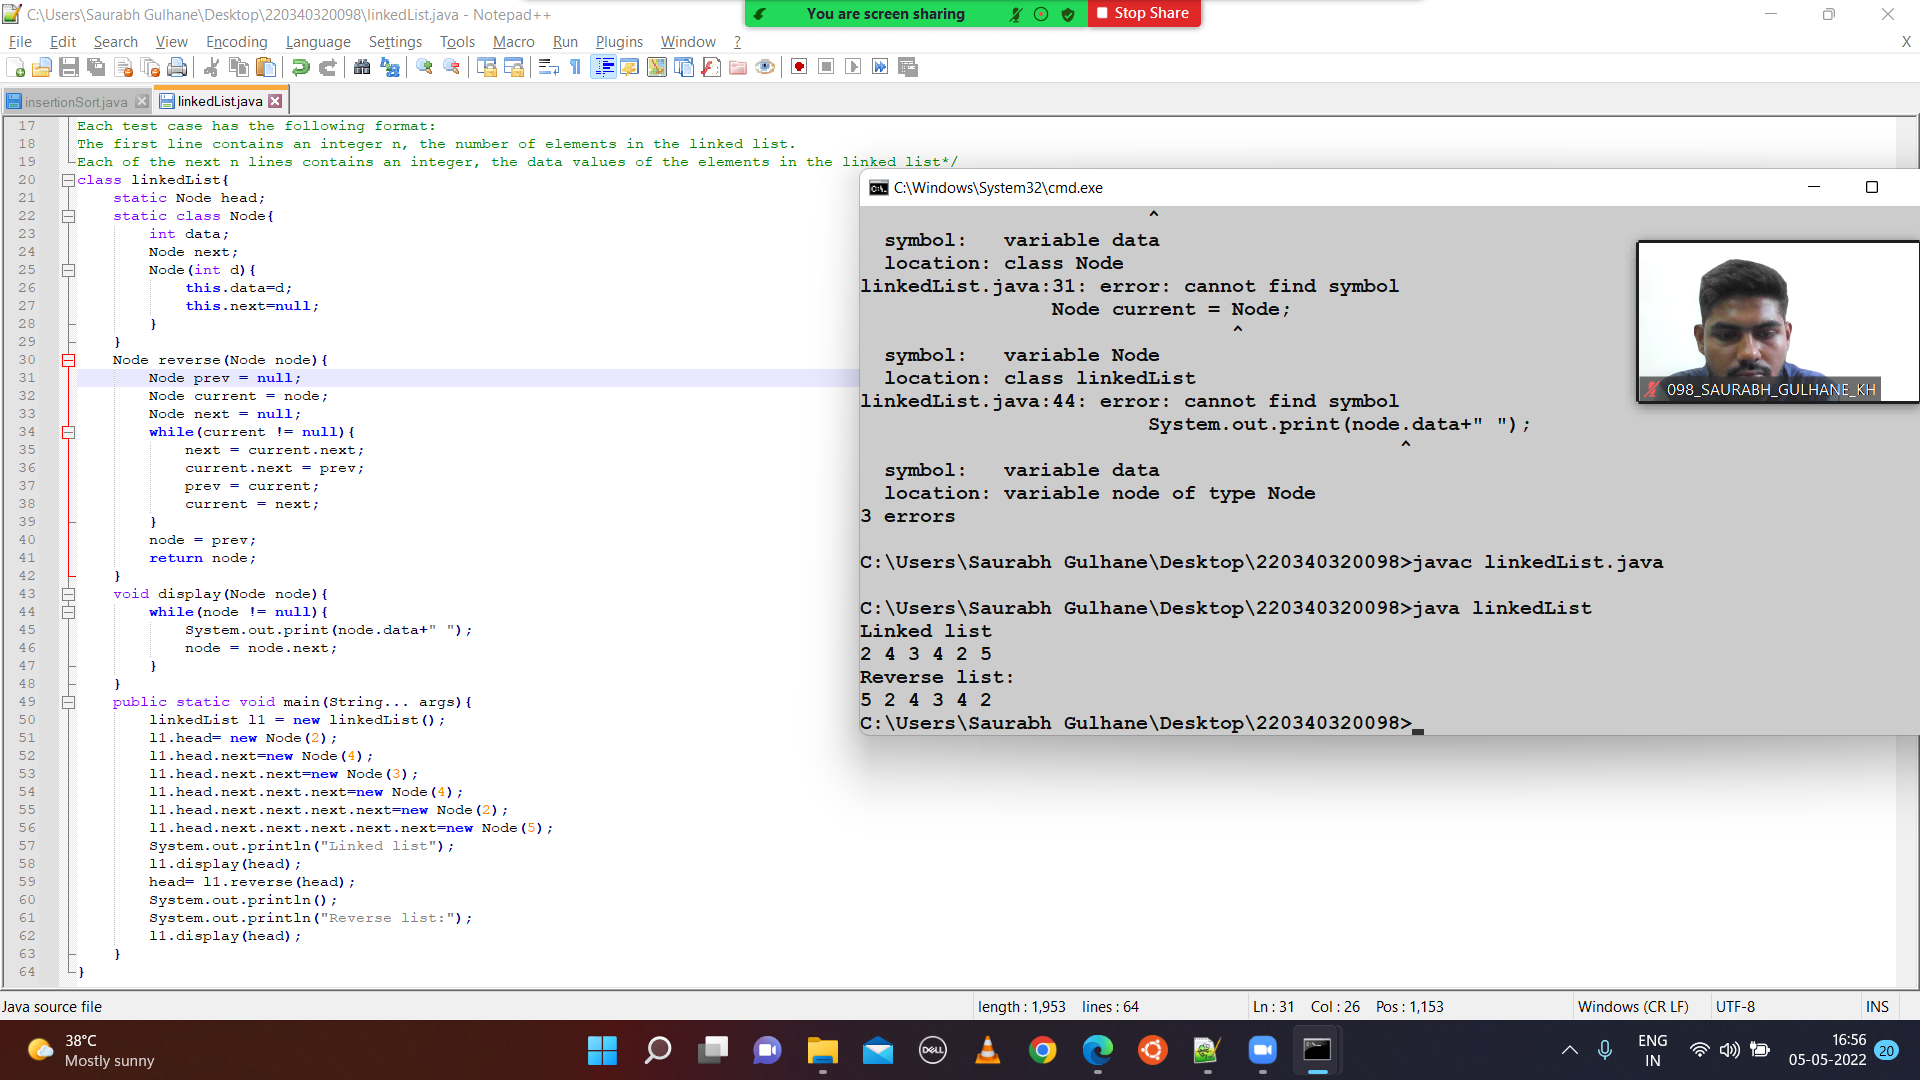 C:\Users\Saurabh Gulhane\Desktop\220340320098\linkedList.java - Notepad++
You are screen sharing
Stop Share
File Edit Search View Encoding Language Settings Tools Macro Run Plugins Window ?
X
insertionSort.java
linkedList.java
17 Each test case has the following format:
18 The first line contains an integer n, the number of elements in the linked list.
19 Each of the next n lines contains an integer, the data values of the elements in the linked list*/
20 class linkedList{
21 static Node head;
22 static class Node{
23 int data;
24 Node next;
25 Node(int d){
26 this.data=d;
27 this.next=null;
28 }
29 }
30 Node reverse(Node node){
31 Node prev = null;
32 Node current = node;
33 Node next = null;
34 while(current != null){
35 next = current.next;
36 current.next = prev;
37 prev = current;
38 current = next;
39 }
40 node = prev;
41 return node;
42 }
43 void display(Node node){
44 while(node != null){
45 System.out.print(node.data+" ");
46 node = node.next;
47 }
48 }
49 public static void main(String... args){
50 linkedList l1 = new linkedList();
51 l1.head= new Node(2);
52 l1.head.next=new Node(4);
53 l1.head.next.next=new Node(3);
54 l1.head.next.next.next=new Node(4);
55 l1.head.next.next.next.next=new Node(2);
56 l1.head.next.next.next.next.next=new Node(5);
57 System.out.println("Linked list");
58 l1.display(head);
59 head= l1.reverse(head);
60 System.out.println();
61 System.out.println("Reverse list:");
62 l1.display(head);
63 }
64 }
C:\Windows\System32\cmd.exe
^
symbol: variable data
location: class Node
linkedList.java:31: error: cannot find symbol
Node current = Node;
^
symbol: variable Node
location: class linkedList
linkedList.java:44: error: cannot find symbol
System.out.print(node.data+" ");
^
symbol: variable data
location: variable node of type Node
3 errors
C:\Users\Saurabh Gulhane\Desktop\220340320098>javac linkedList.java
C:\Users\Saurabh Gulhane\Desktop\220340320098>java linkedList
Linked list
2 4 3 4 2 5
Reverse list:
5 2 4 3 4 2
C:\Users\Saurabh Gulhane\Desktop\220340320098>
098_SAURABH_GULHANE_KH
Java source file
length : 1,953 lines : 64
Ln : 31 Col : 26 Pos : 1,153
Windows (CR LF)
UTF-8
INS
38°C
Mostly sunny
DELL
ENG
IN
16:56
05-05-2022
20